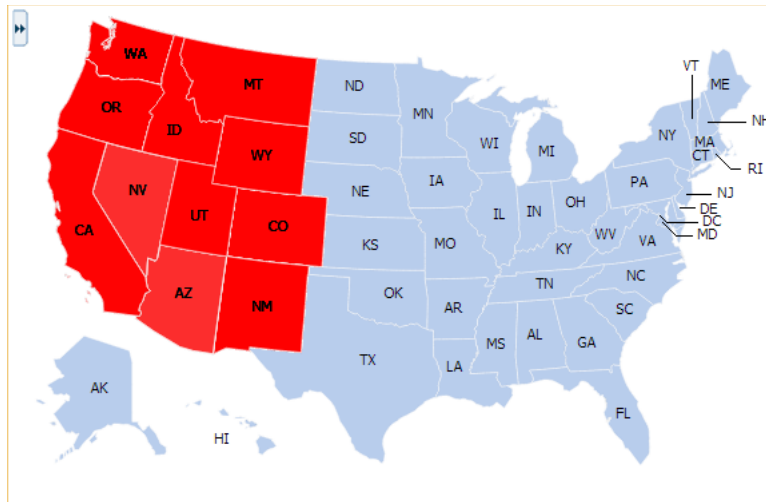 WA
MT
ND
MN
VT
ME
OR
ID
SD
WI
MI
NY
NH
MA
CT
RI
WY
NV
NE
IA
PA
NJ
UT
CO
IL
IN
OH
DE
DC
MD
CA
KS
MO
WV
VA
KY
AZ
NM
OK
TN
NC
AR
SC
TX
LA
MS
AL
GA
AK
FL
HI